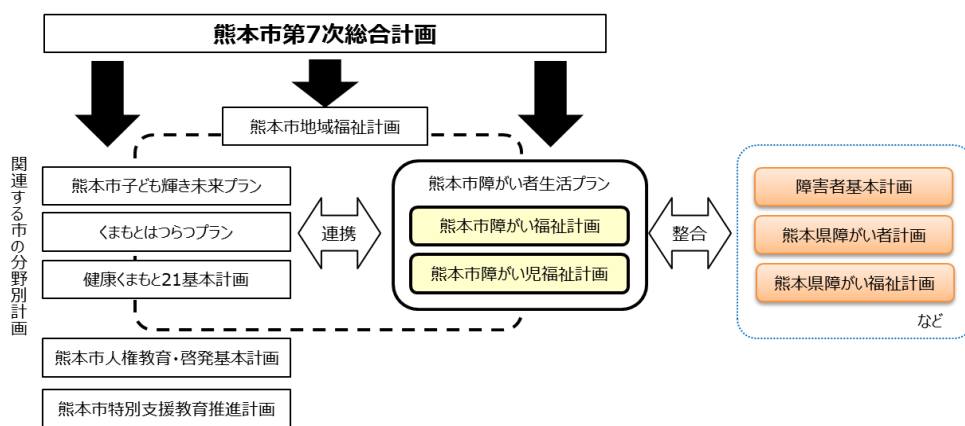 熊本市第7次総合計画
熊本市地域福祉計画
関連する市の分野別計画
熊本市子ども輝き未来プラン
くまもとはつらつプラン
健康くまもと21基本計画
熊本市人権教育・啓発基本計画
熊本市特別支援教育推進計画
連携
熊本市障がい者生活プラン
熊本市障がい福祉計画
熊本市障がい児福祉計画
整合
障害者基本計画
熊本県障がい者計画
熊本県障がい福祉計画
など